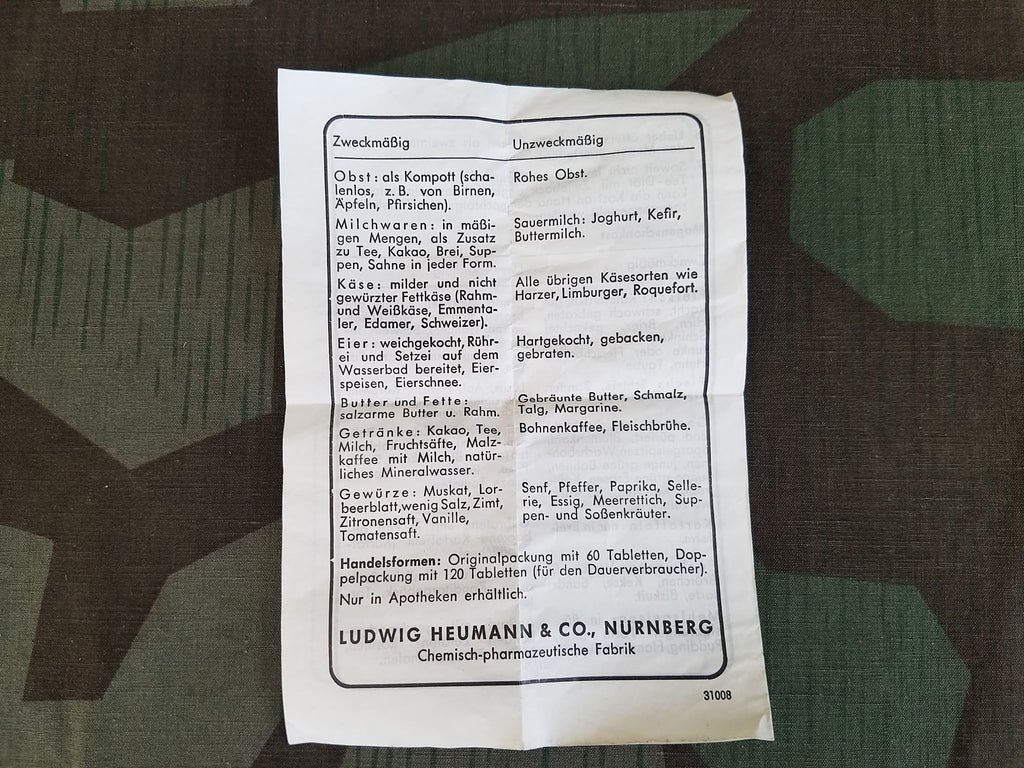 Zweckmäßig Unzweckmäßig
Obst: als Kompott (scha-
lenlos, z. B. von Birnen,
Äpfeln, Pfirsichen).
Rohes Obst.
Milchwaren: in mäßi-
gen Mengen, als Zusatz
zu Tee, Kakao, Brei, Sup-
pen, Sahne in jeder Form.
Sauermilch: Joghurt, Kefir,
Buttermilch.
Käse: milder und nicht
gewürzter Fettkäse (Rahm-
und Weißkäse, Emmenta-
ler, Edamer, Schweizer).
Alle übrigen Käsesorten wie
Harzer, Limburger, Roquefort.
Eier: weichgekocht, Rühr-
ei und Setzei auf dem
Wasserbad bereitet, Eier-
speisen, Eierschnee.
Hartgekocht, gebacken,
gebraten.
Butter und Fette:
salzarme Butter u. Rahm.
Gebräunte Butter, Schmalz,
Talg, Margarine.
Getränke: Kakao, Tee,
Milch, Fruchtsäfte, Malz-
kaffee mit Milch, natür-
liches Mineralwasser.
Bohnenkaffee, Fleischbrühe.
Gewürze: Muskat, Lor-
beerblatt, wenig Salz, Zimt,
Zitronensaft, Vanille,
Tomatensaft.
Senf, Pfeffer, Paprika, Selle-
rie, Essig, Meerrettich, Sup-
pen- und Soßenkräuter.
Handelsformen: Originalpackung mit 60 Tabletten, Dop-
pelpackung mit 120 Tabletten (für den Dauerverbraucher).
Nur in Apotheken erhältlich.
LUDWIG HEUMANN & CO., NURNBERG
Chemisch-pharmazeutische Fabrik
31008